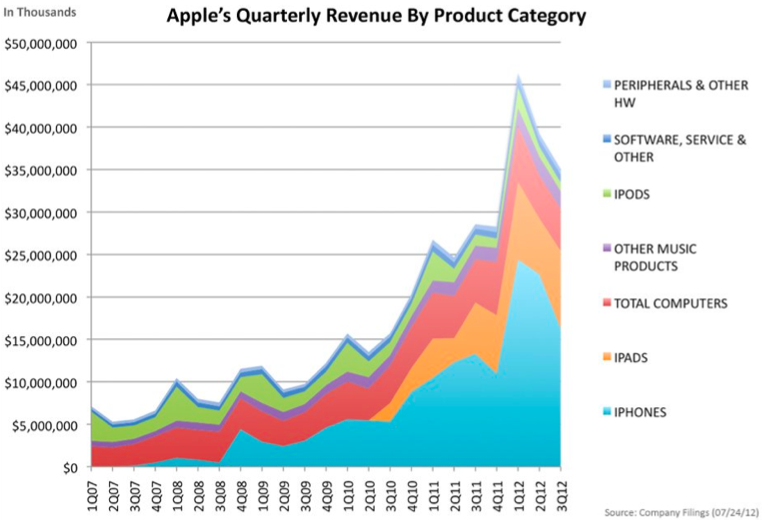 In Thousands
Apple's Quarterly Revenue By Product Category
$50,000,000
$45,000,000
$40,000,000
$35,000,000
$30,000,000
$25,000,000
$20,000,000
$15,000,000
$10,000,000
$5,000,000
$0
1Q07
2Q07
3Q07
4Q07
1Q08
2Q08
3Q08
4Q08
1Q09
2Q09
3Q09
4Q09
1Q10
2Q10
3Q10
4Q10
1Q11
2Q11
3Q11
4Q11
1Q12
2Q12
3Q12
PERIPHERALS & OTHER
HW
SOFTWARE, SERVICE &
OTHER
IPODS
OTHER MUSIC
PRODUCTS
TOTAL COMPUTERS
IPADS
IPHONES
Source: Company Filings (07/24/12)